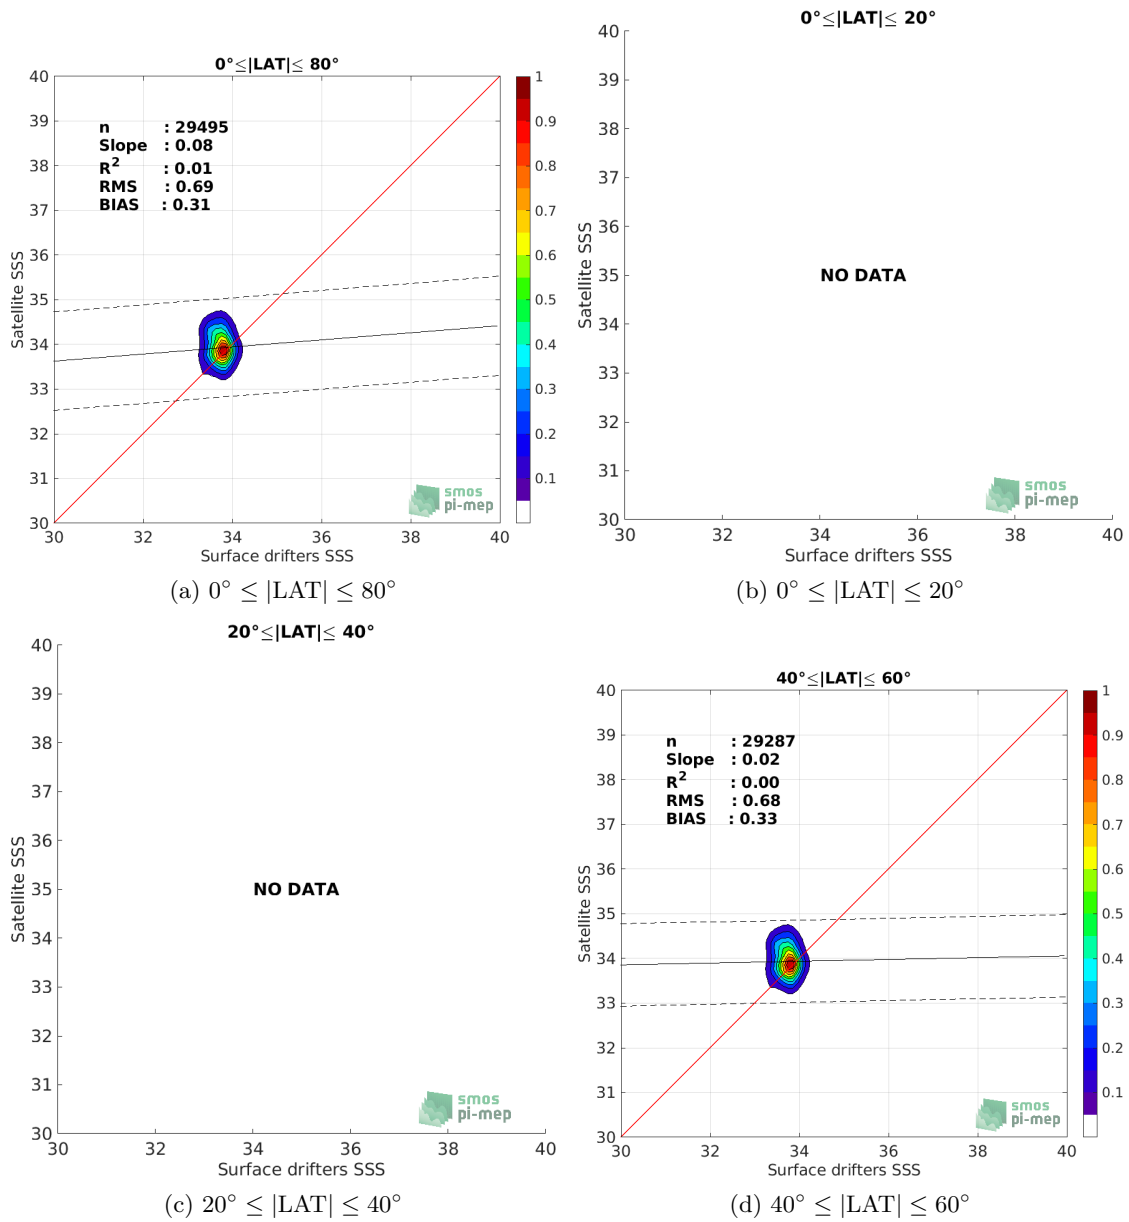 0°≤|LAT|≤ 80°
40
39
38
37
36
35
34
33
32
31
30
Satellite SSS
n : 29495
Slope : 0.08
R² : 0.01
RMS : 0.69
BIAS : 0.31
1
0.9
0.8
0.7
0.6
0.5
0.4
0.3
0.2
0.1
smos
pi-mep
30 32 34 36 38 40
Surface drifters SSS
(a) 0° ≤ |LAT| ≤ 80°
0°≤|LAT|≤ 20°
40
39
38
37
36
35
34
33
32
31
30
Satellite SSS
NO DATA
smos
pi-mep
30 32 34 36 38 40
Surface drifters SSS
(b) 0° ≤ |LAT| ≤ 20°
20°≤|LAT|≤ 40°
40
39
38
37
36
35
34
33
32
31
30
Satellite SSS
NO DATA
smos
pi-mep
30 32 34 36 38 40
Surface drifters SSS
(c) 20° ≤ |LAT| ≤ 40°
40°≤|LAT|≤ 60°
40
39
38
37
36
35
34
33
32
31
30
Satellite SSS
n : 29287
Slope : 0.02
R² : 0.00
RMS : 0.68
BIAS : 0.33
1
0.9
0.8
0.7
0.6
0.5
0.4
0.3
0.2
0.1
smos
pi-mep
30 32 34 36 38 40
Surface drifters SSS
(d) 40° ≤ |LAT| ≤ 60°